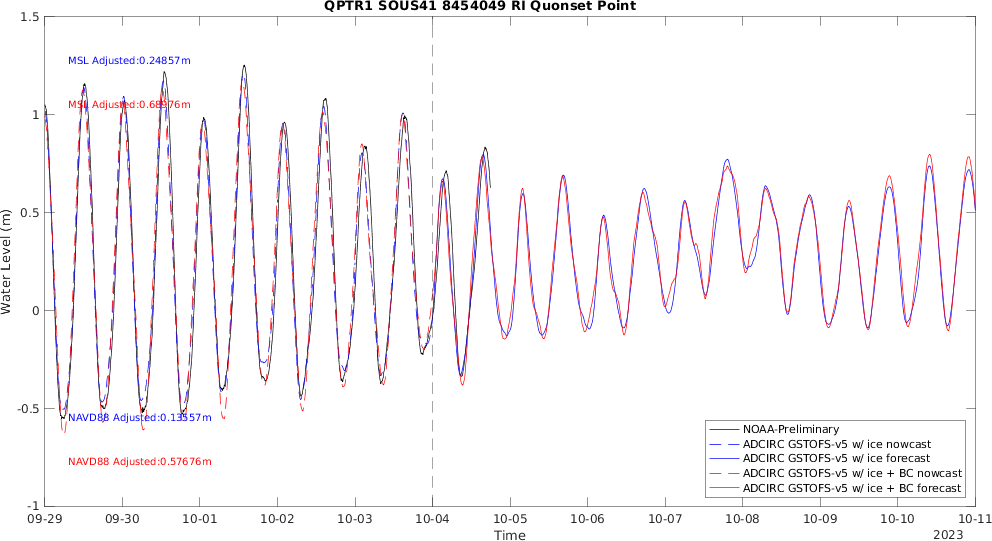 QPTR1 SOUS41 8454049 RI Quonset Point
1.5
1
0.5
0
-0.5
-1
Water Level (m)
MSL Adjusted:0.24857m
MSL Adjusted:0.68976m
NAVD88 Adjusted:0.13557m
NAVD88 Adjusted:0.57676m
NOAA-Preliminary
ADCIRC GSTOFS-v5 w/ ice nowcast
ADCIRC GSTOFS-v5 w/ ice forecast
ADCIRC GSTOFS-v5 w/ ice + BC nowcast
ADCIRC GSTOFS-v5 w/ ice + BC forecast
09-29 09-30 10-01 10-02 10-03 10-04 10-05 10-06 10-07 10-08 10-09 10-10 10-11
Time
2023